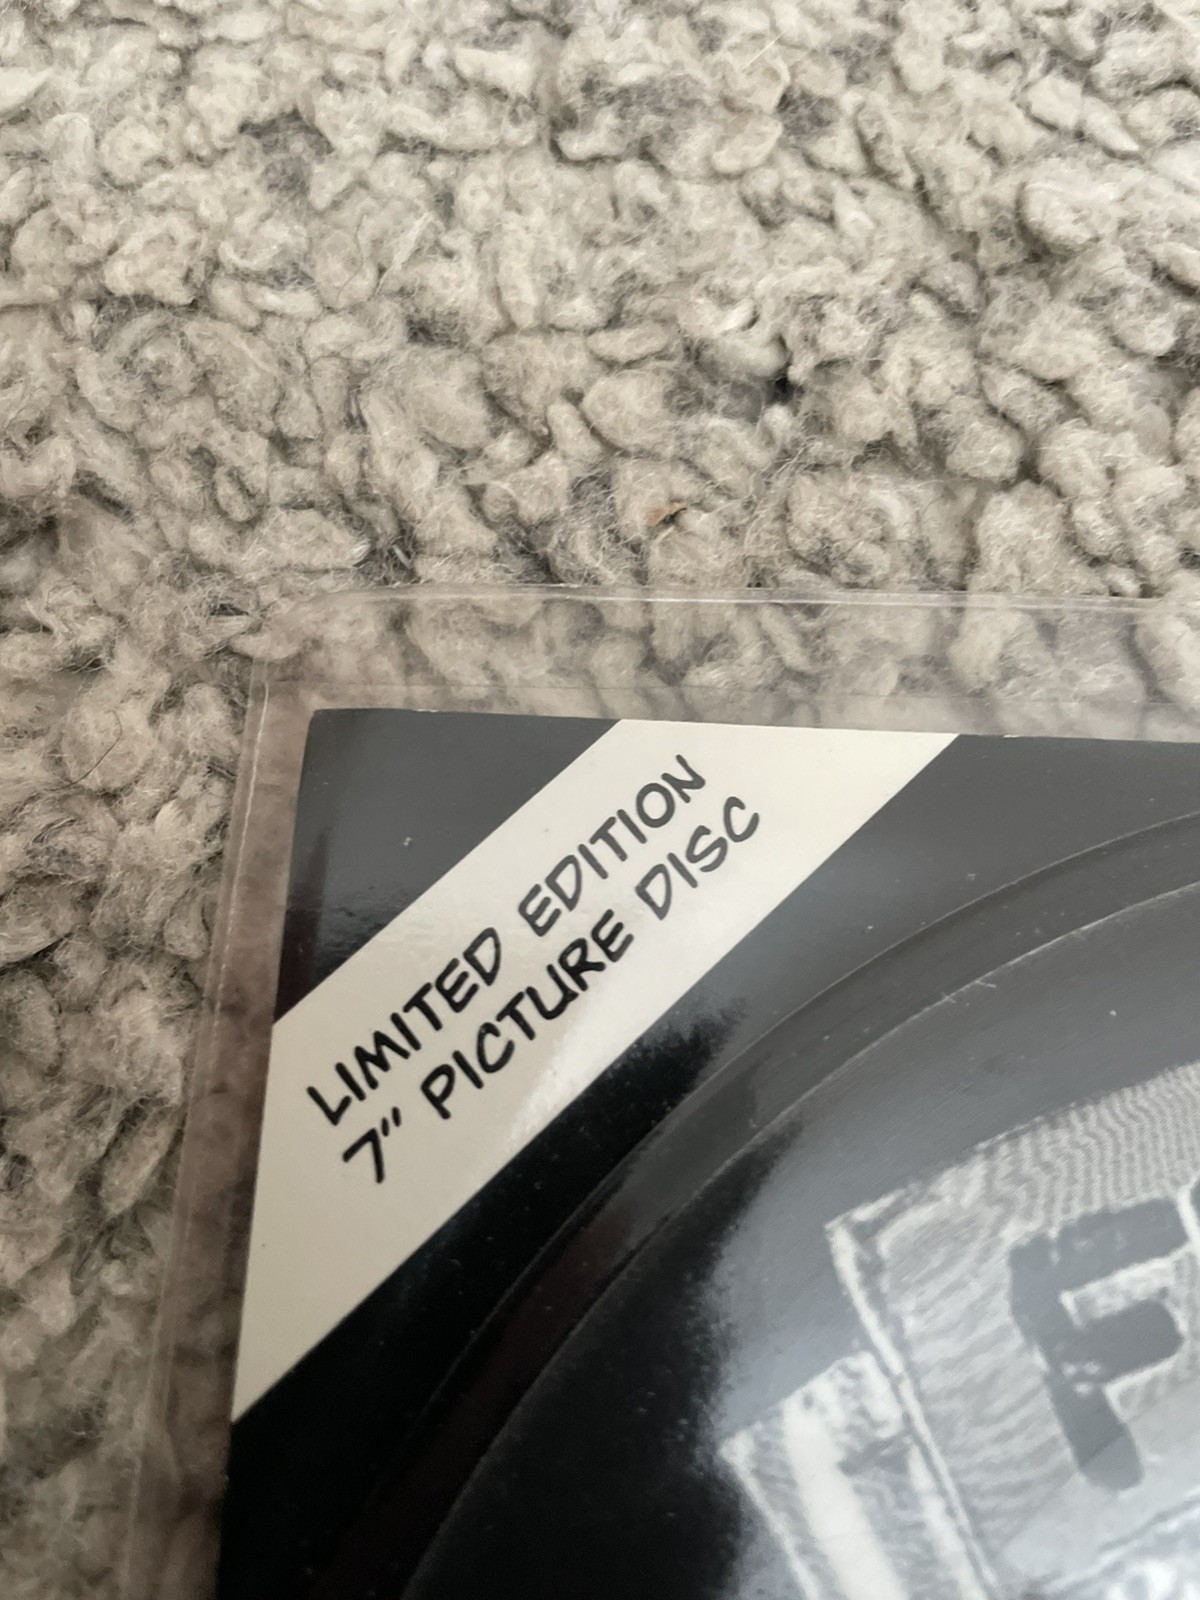 LIMITED EDITION
7" PICTURE DISC
F